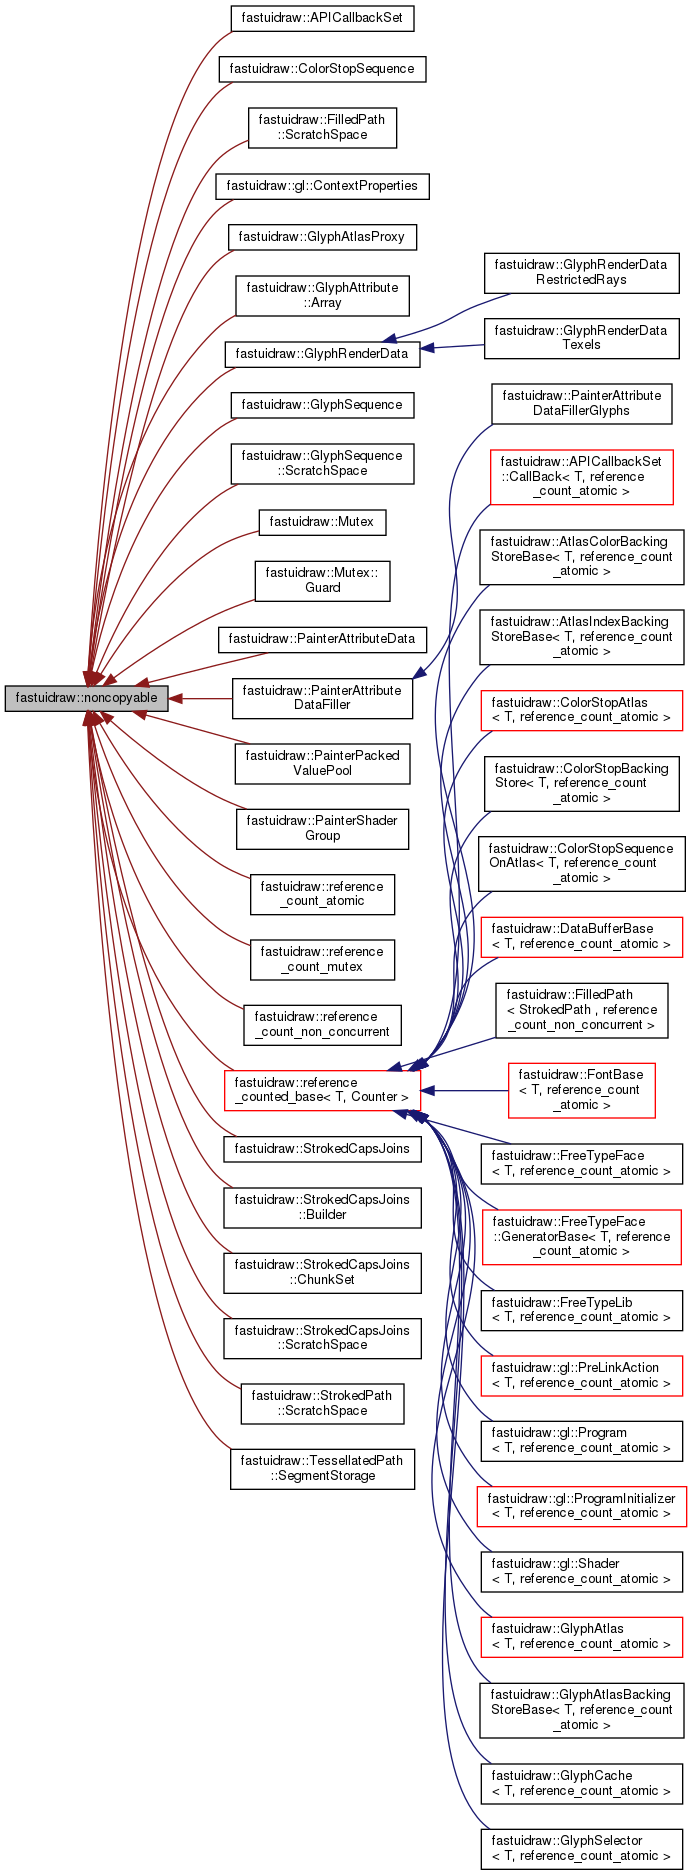 fastuidraw::noncopyable
fastuidraw::APICallbackSet
fastuidraw::ColorStopSequence
fastuidraw::FilledPath
::ScratchSpace
fastuidraw::gl::ContextProperties
fastuidraw::GlyphAtlasProxy
fastuidraw::GlyphAttribute
::Array
fastuidraw::GlyphRenderData
fastuidraw::GlyphSequence
fastuidraw::GlyphSequence
::ScratchSpace
fastuidraw::Mutex
fastuidraw::Mutex::
Guard
fastuidraw::PainterAttributeData
fastuidraw::PainterAttribute
DataFiller
fastuidraw::PainterPacked
ValuePool
fastuidraw::PainterShader
Group
fastuidraw::reference
_count_atomic
fastuidraw::reference
_count_mutex
fastuidraw::reference
_count_non_concurrent
fastuidraw::reference
_counted_base< T, Counter >
fastuidraw::StrokedCapsJoins
fastuidraw::StrokedCapsJoins
::Builder
fastuidraw::StrokedCapsJoins
::ChunkSet
fastuidraw::StrokedCapsJoins
::ScratchSpace
fastuidraw::StrokedPath
::ScratchSpace
fastuidraw::TessellatedPath
::SegmentStorage
fastuidraw::GlyphRenderData
RestrictedRays
fastuidraw::GlyphRenderData
Texels
fastuidraw::PainterAttribute
DataFillerGlyphs
fastuidraw::APICallbackSet
::CallBack< T, reference
_count_atomic >
fastuidraw::AtlasColorBacking
StoreBase< T, reference_count
_atomic >
fastuidraw::AtlasIndexBacking
StoreBase< T, reference_count
_atomic >
fastuidraw::ColorStopAtlas
< T, reference_count_atomic >
fastuidraw::ColorStopBacking
Store< T, reference_count
_atomic >
fastuidraw::ColorStopSequence
OnAtlas< T, reference_count
_atomic >
fastuidraw::DataBufferBase
< T, reference_count_atomic >
fastuidraw::FilledPath
< StrokedPath , reference
_count_non_concurrent >
fastuidraw::FontBase
< T, reference_count
_atomic >
fastuidraw::FreeTypeFace
< T, reference_count_atomic >
fastuidraw::FreeTypeFace
::GeneratorBase< T, reference
_count_atomic >
fastuidraw::FreeTypeLib
< T, reference_count_atomic >
fastuidraw::gl::PreLinkAction
< T, reference_count_atomic >
fastuidraw::gl::Program
< T, reference_count_atomic >
fastuidraw::gl::ProgramInitializer
< T, reference_count_atomic >
fastuidraw::gl::Shader
< T, reference_count_atomic >
fastuidraw::GlyphAtlas
< T, reference_count_atomic >
fastuidraw::GlyphAtlasBacking
StoreBase< T, reference_count
_atomic >
fastuidraw::GlyphCache
< T, reference_count_atomic >
fastuidraw::GlyphSelector
< T, reference_count_atomic >